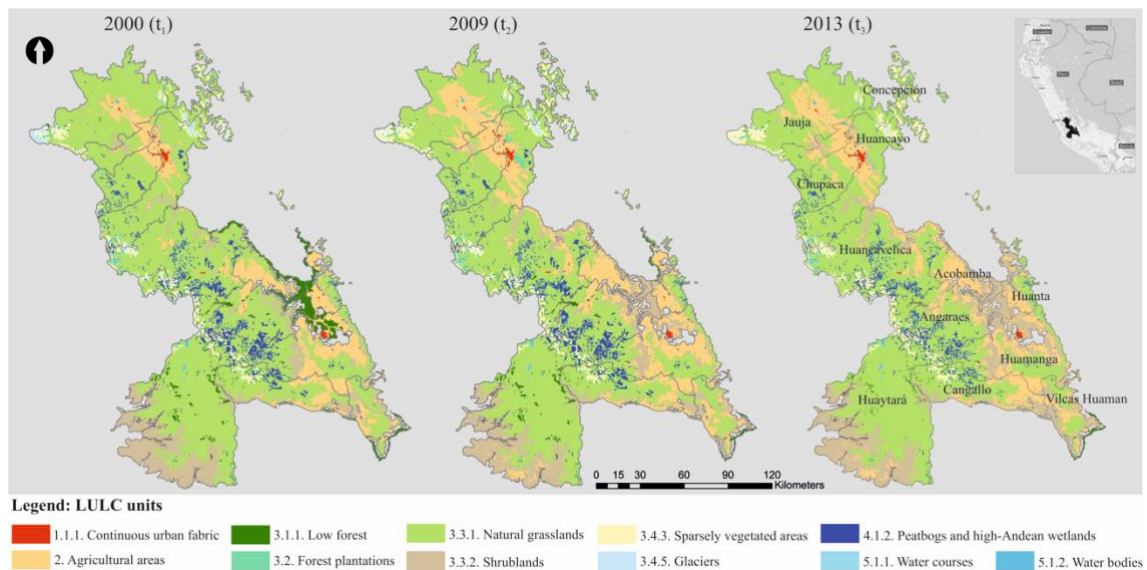 2000 (t₁) 2009 (t₂) 2013 (t₃)
Concepción
Jauja
Huancayo
Chupaca
Huancavelica
Acobamba
Huanta
Angaraes
Huamanga
Cangallo
Huaytará
Vilcas Huaman
0 15 30 60 90 120
Kilometers
Legend: LULC units
1.1.1. Continuous urban fabric 3.1.1. Low forest 3.3.1. Natural grasslands 3.4.3. Sparsely vegetated areas 4.1.2. Peatbogs and high-Andean wetlands
2. Agricultural areas 3.2. Forest plantations 3.3.2. Shrublands 3.4.5. Glaciers 5.1.1. Water courses 5.1.2. Water bodies